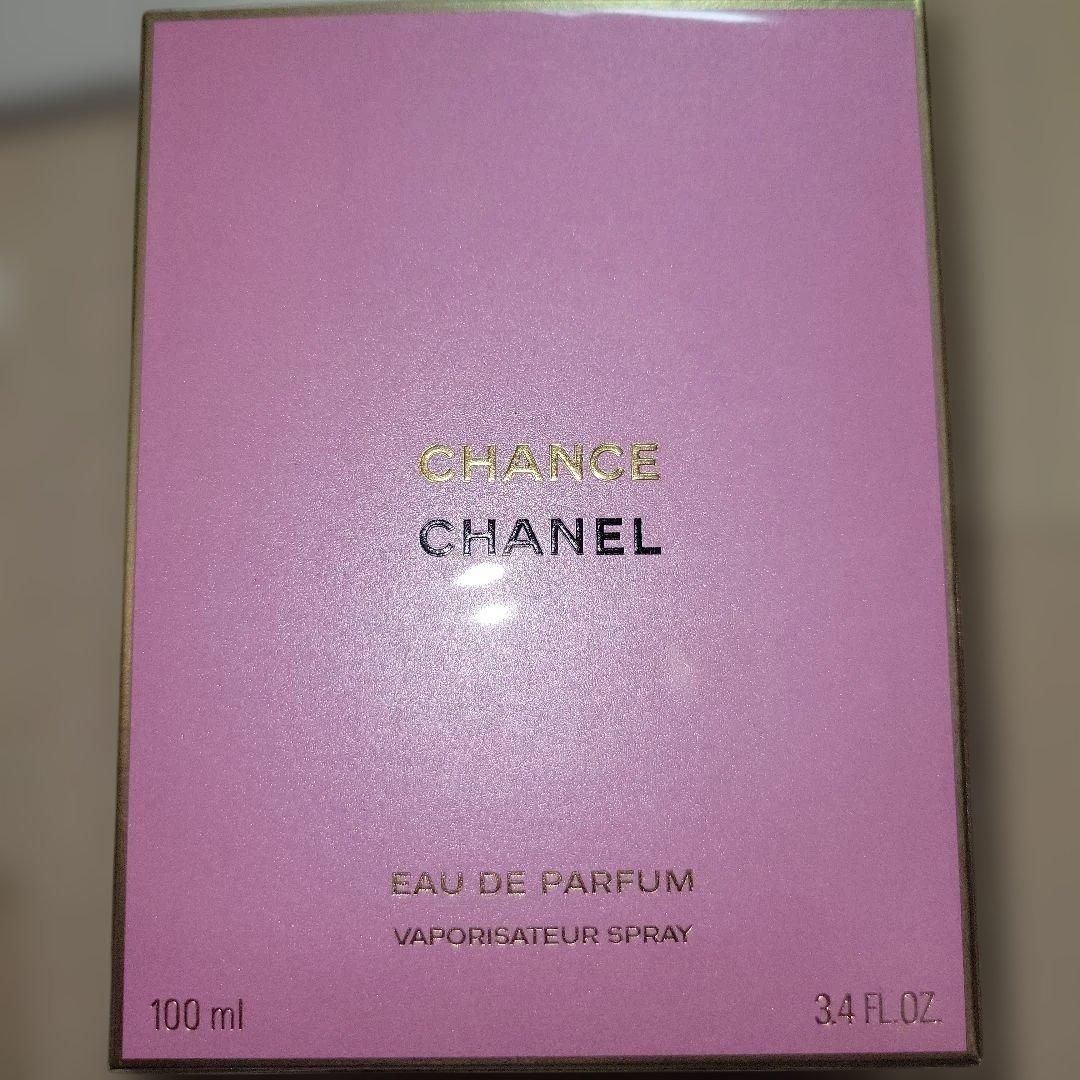 CHANCE
CHANEL
EAU DE PARFUM
VAPORISATEUR SPRAY
100 ml
3.4 FL.OZ.